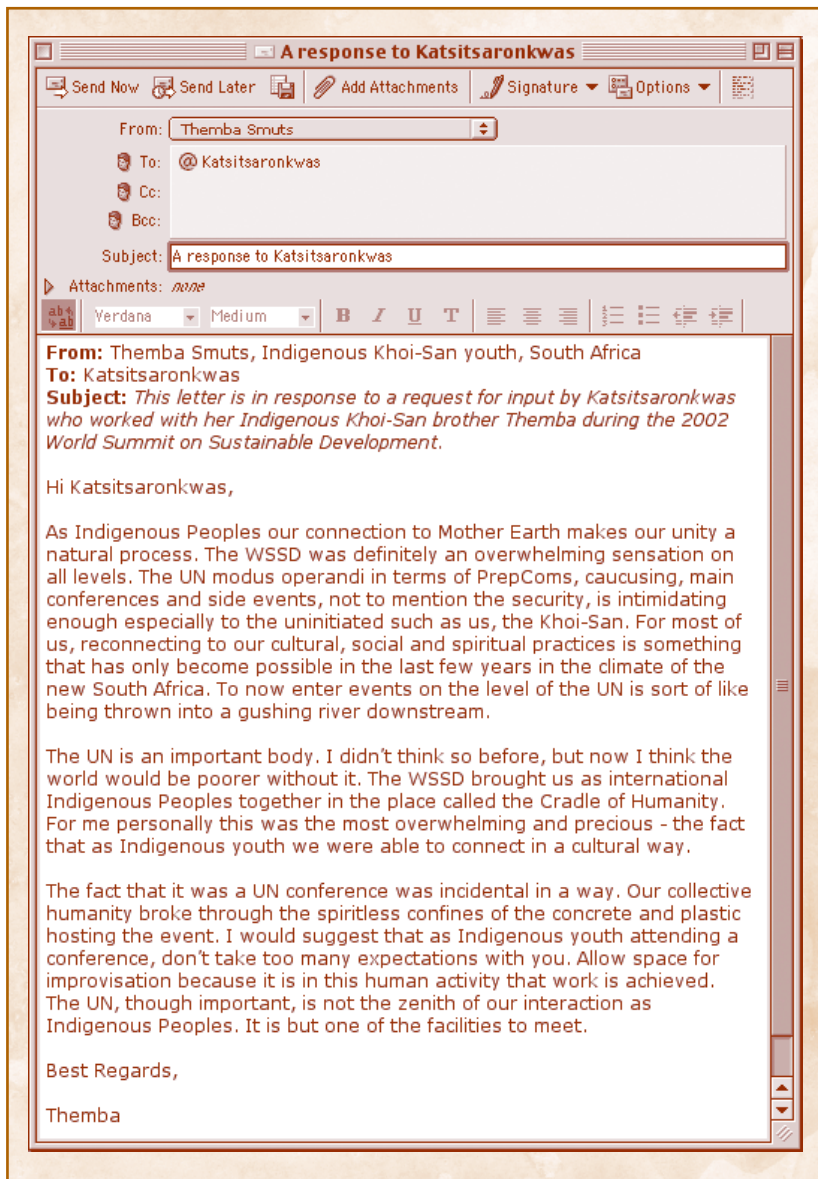 A response to Katsitsaronkwas
Send Now Send Later Add Attachments Signature Options
From: Themba Smuts
To: @ Katsitsaronkwas
Cc:
Bcc:
Subject: A response to Katsitsaronkwas
Attachments: none
ab ab Verdana Medium B I U T
From: Themba Smuts, Indigenous Khoi-San youth, South Africa
To: Katsitsaronkwas
Subject: This letter is in response to a request for input by Katsitsaronkwas
who worked with her Indigenous Khoi-San brother Themba during the 2002
World Summit on Sustainable Development.
Hi Katsitsaronkwas,
As Indigenous Peoples our connection to Mother Earth makes our unity a
natural process. The WSSD was definitely an overwhelming sensation on
all levels. The UN modus operandi in terms of PrepComs, caucusing, main
conferences and side events, not to mention the security, is intimidating
enough especially to the uninitiated such as us, the Khoi-San. For most of
us, reconnecting to our cultural, social and spiritual practices is something
that has only become possible in the last few years in the climate of the
new South Africa. To now enter events on the level of the UN is sort of like
being thrown into a gushing river downstream.
The UN is an important body. I didn't think so before, but now I think the
world would be poorer without it. The WSSD brought us as international
Indigenous Peoples together in the place called the Cradle of Humanity.
For me personally this was the most overwhelming and precious - the fact
that as Indigenous youth we were able to connect in a cultural way.
The fact that it was a UN conference was incidental in a way. Our collective
humanity broke through the spiritless confines of the concrete and plastic
hosting the event. I would suggest that as Indigenous youth attending a
conference, don't take too many expectations with you. Allow space for
improvisation because it is in this human activity that work is achieved.
The UN, though important, is not the zenith of our interaction as
Indigenous Peoples. It is but one of the facilities to meet.
Best Regards,
Themba